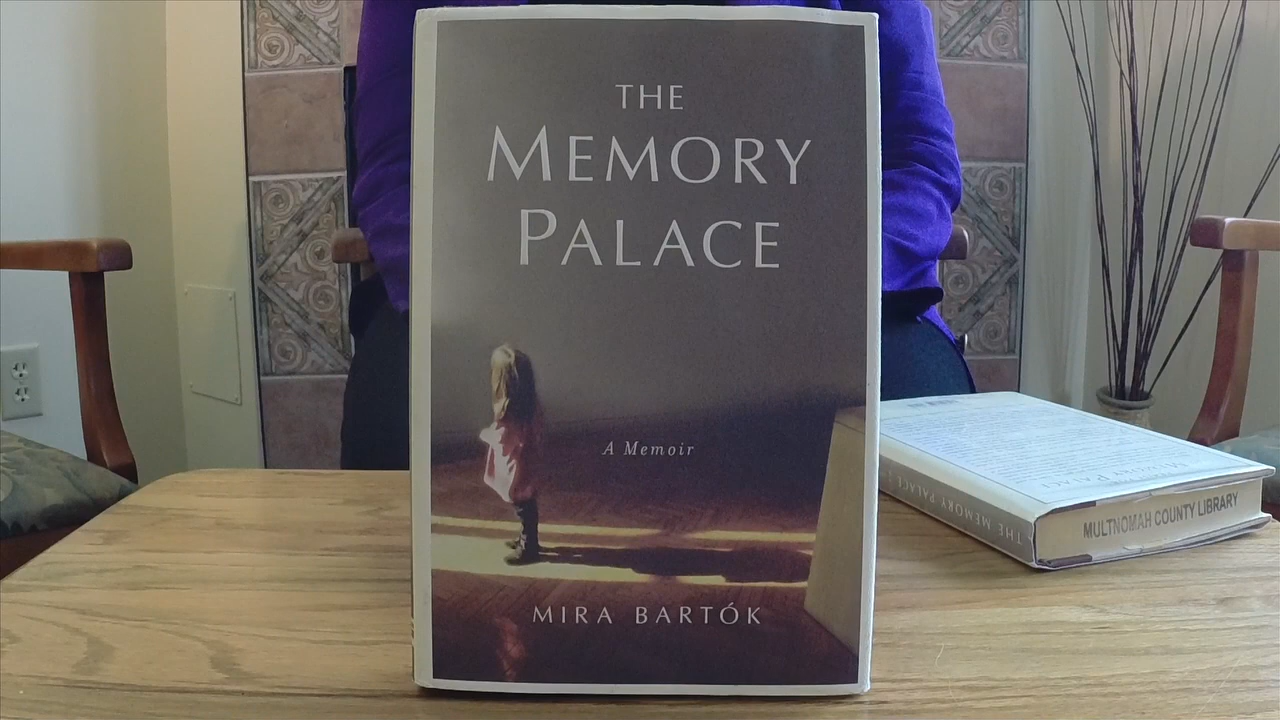 THE
MEMORY
PALACE
A Memoir
MIRA BARTÓK
THE MEMORY PALACE
MULTNOMAH COUNTY LIBRARY